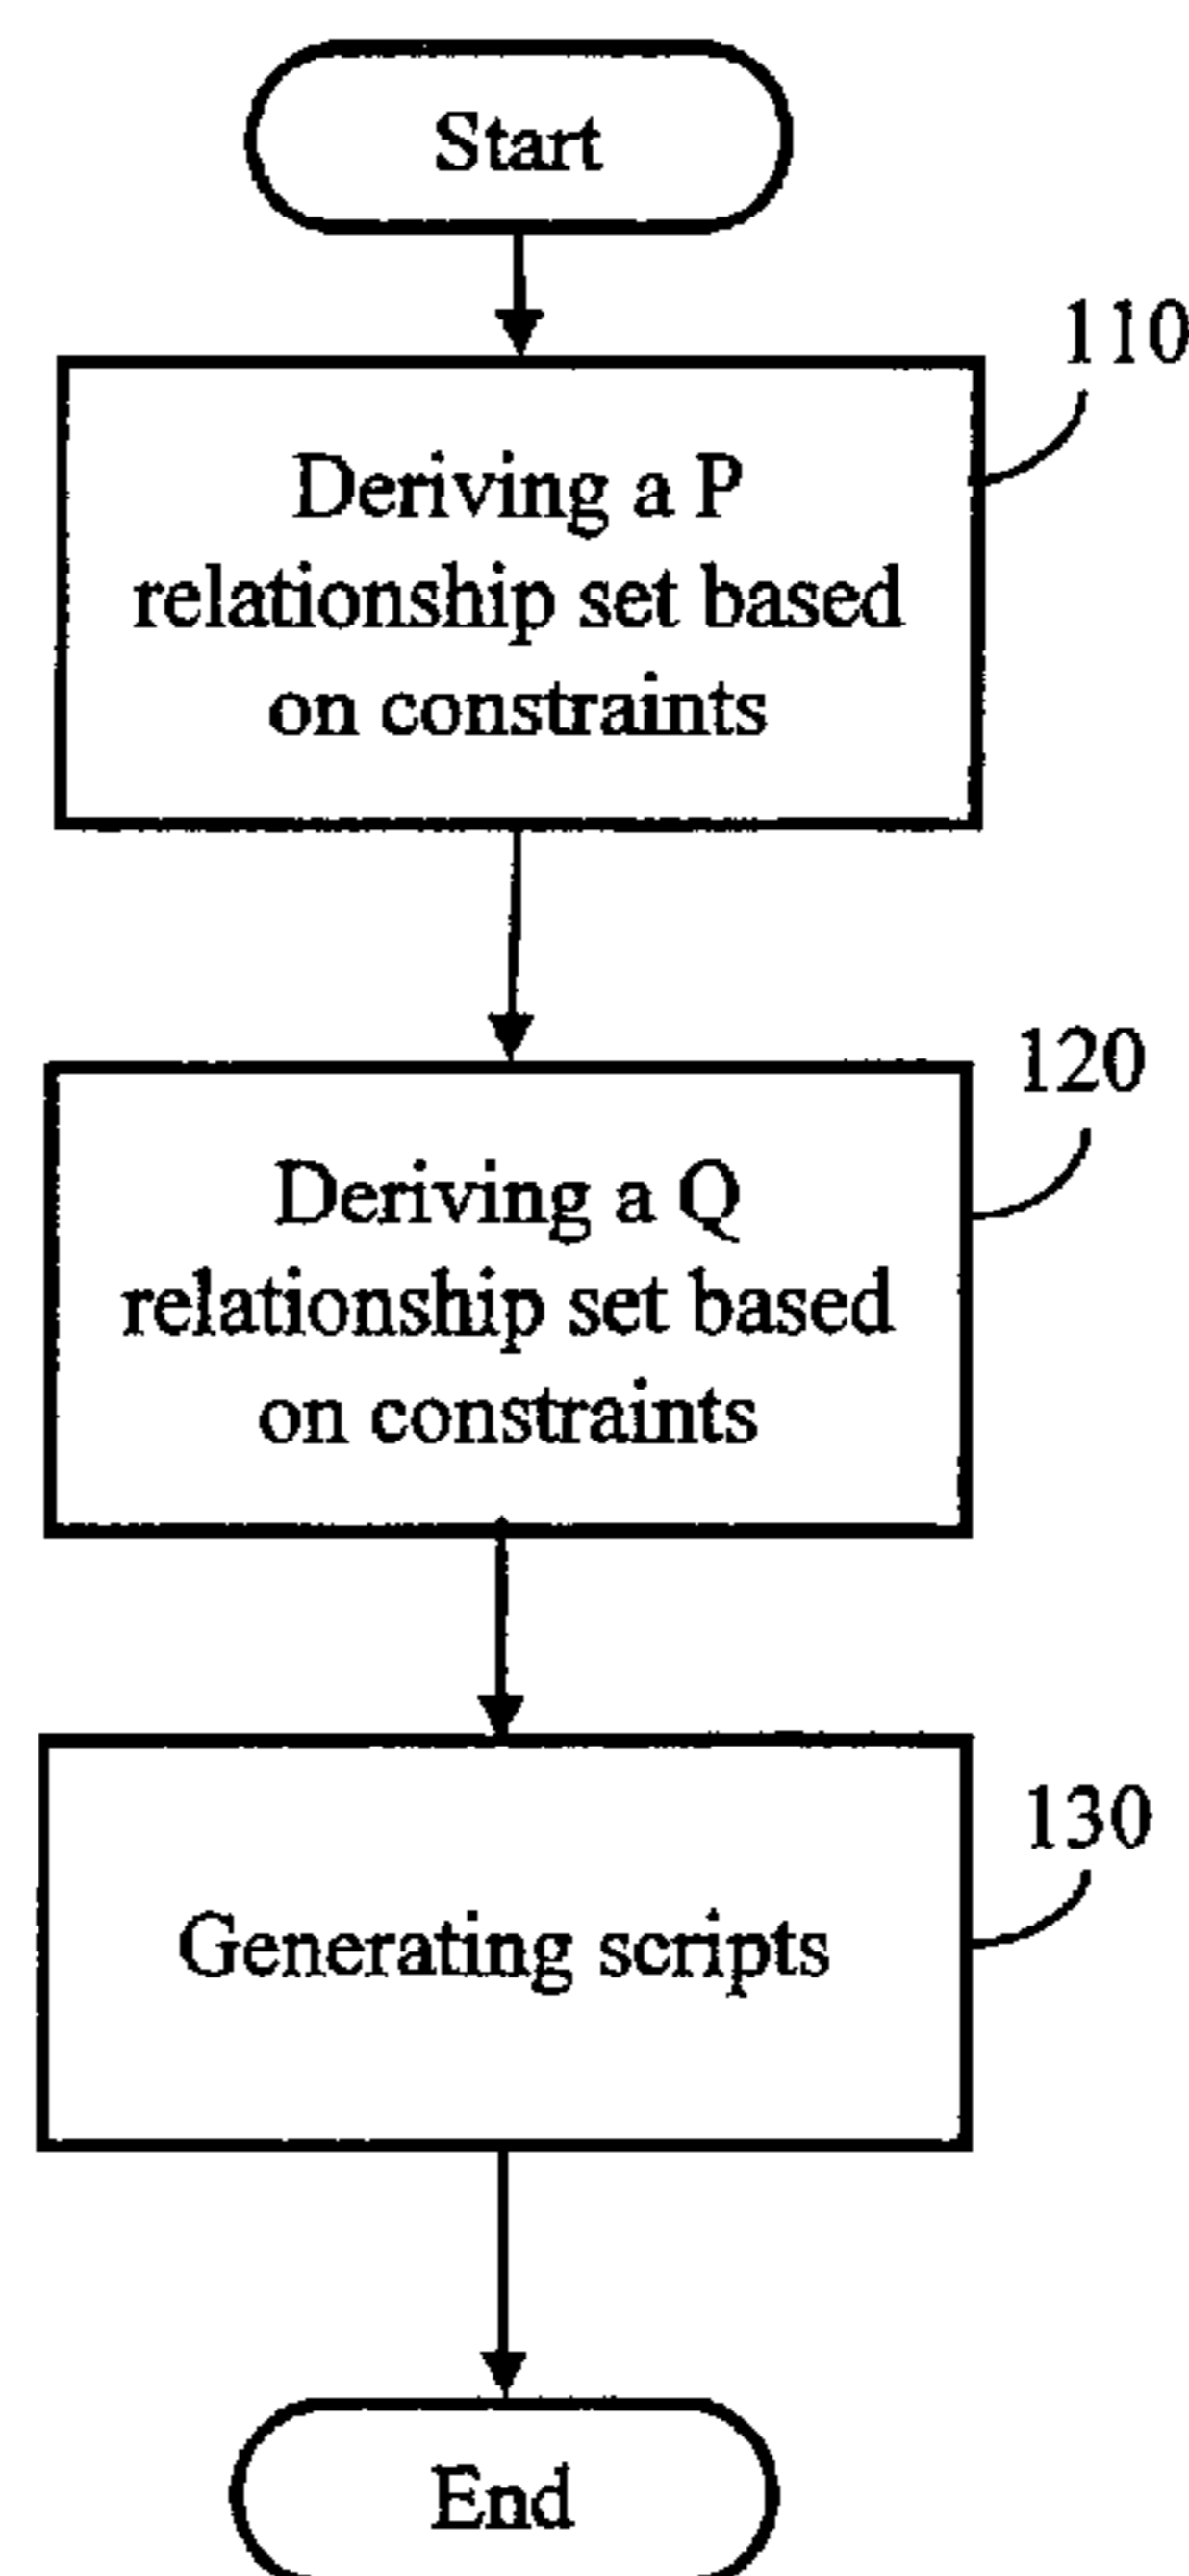 Start
110
Deriving a P
relationship set based
on constraints
120
Deriving a Q
relationship set based
on constraints
130
Generating scripts
End